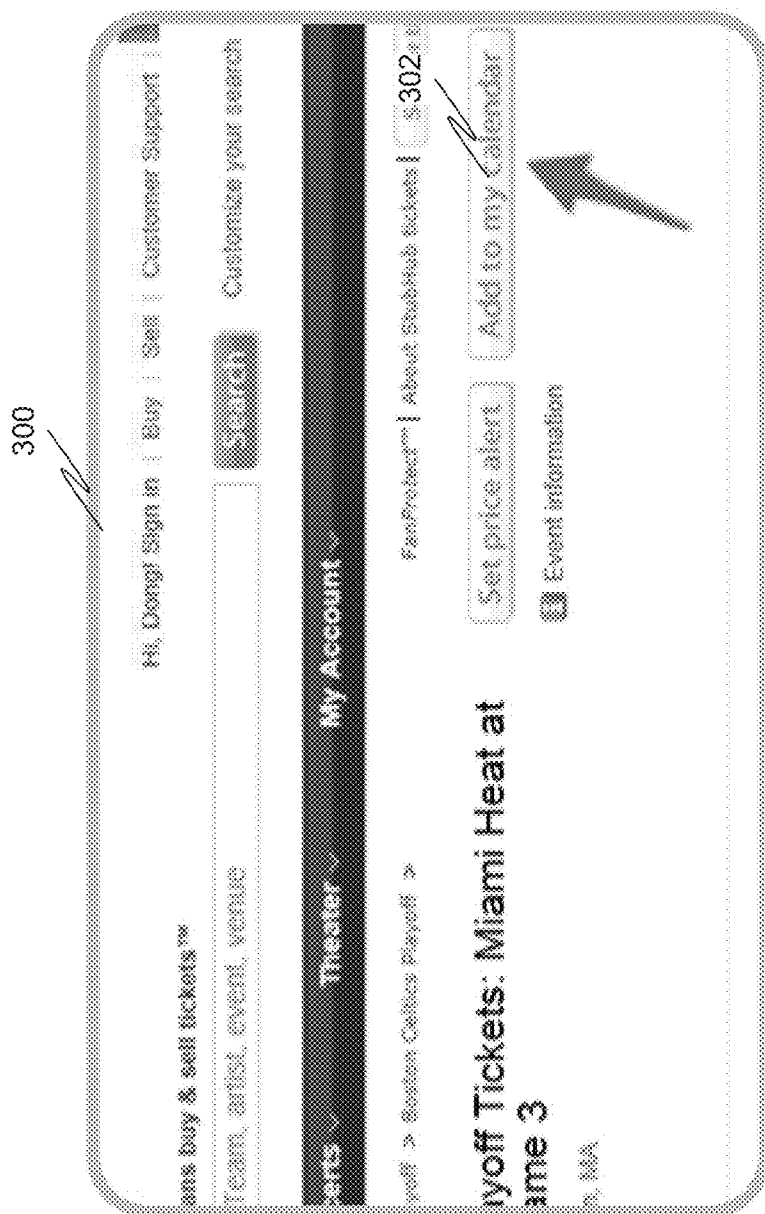 300
Hi, Dong! Sign in | Buy | Sell | Customer Support
ans buy & sell tickets™
Team, artist, event, venue Search Customize your search
Theater My Account
yoff > Boston Celtics Playoff > FanProtect™ | About StubHub tickets |
302
yoff Tickets: Miami Heat at Set price alert Add to my Calendar
ame 3
Event information
n, MA